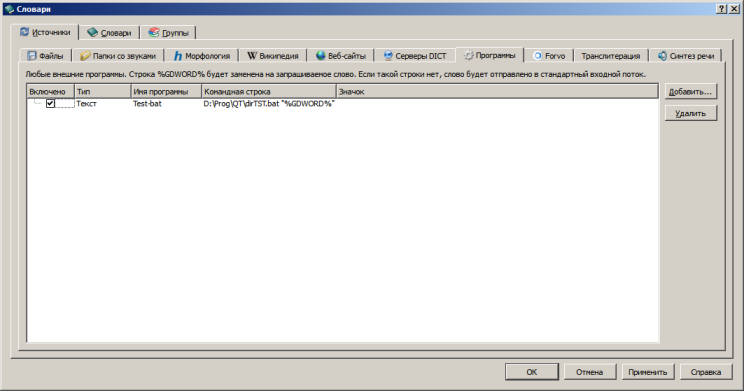 Словари
Источники Словари Группы
Файлы Папки со звуками Морфология Википедия Веб-сайты Серверы DICT Программы Forvo Транслитерация Синтез речи
Любые внешние программы. Строка %GDWORD% будет заменена на запрашиваемое слово. Если такой строки нет, слово будет отправлено в стандартный входной поток.
Включено Тип Имя программы Командная строка Значок
Текст Test-bat D:\Prog\QT\dirTST.bat "%GDWORD%"
Добавить...
Удалить
OK Отмена Применить Справка